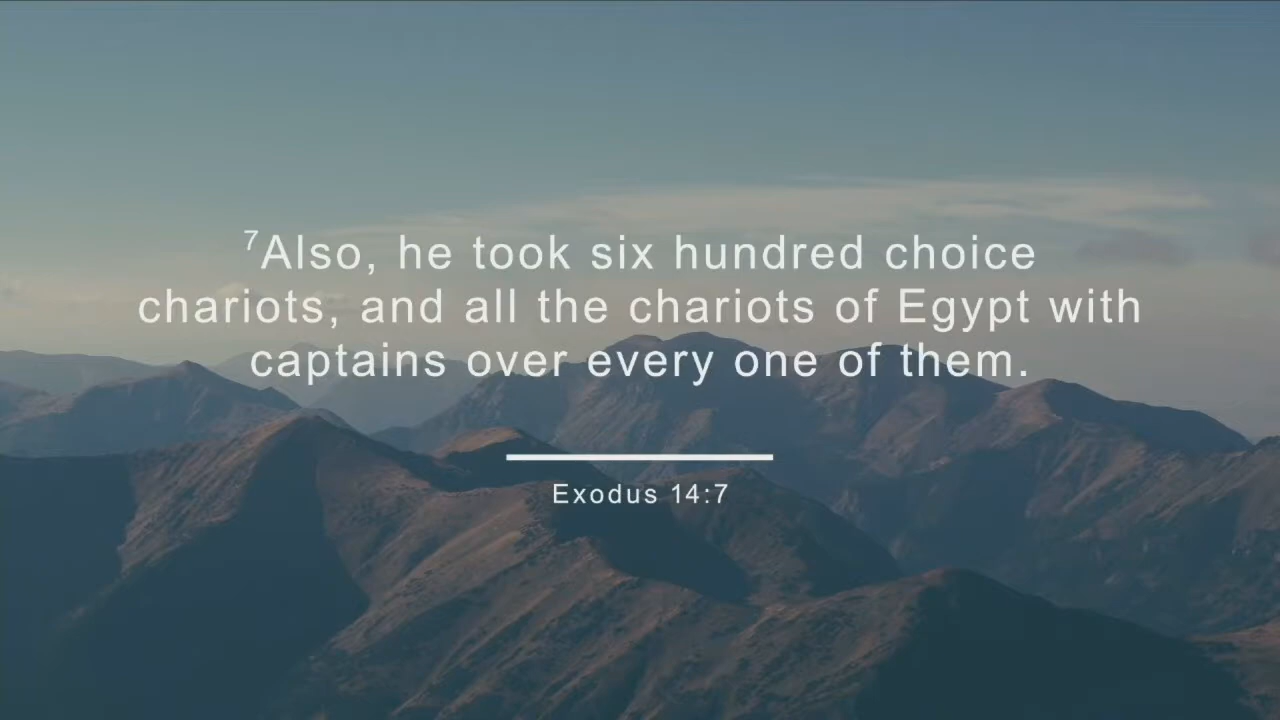 ⁷Also, he took six hundred choice
chariots, and all the chariots of Egypt with
captains over every one of them.
Exodus 14:7